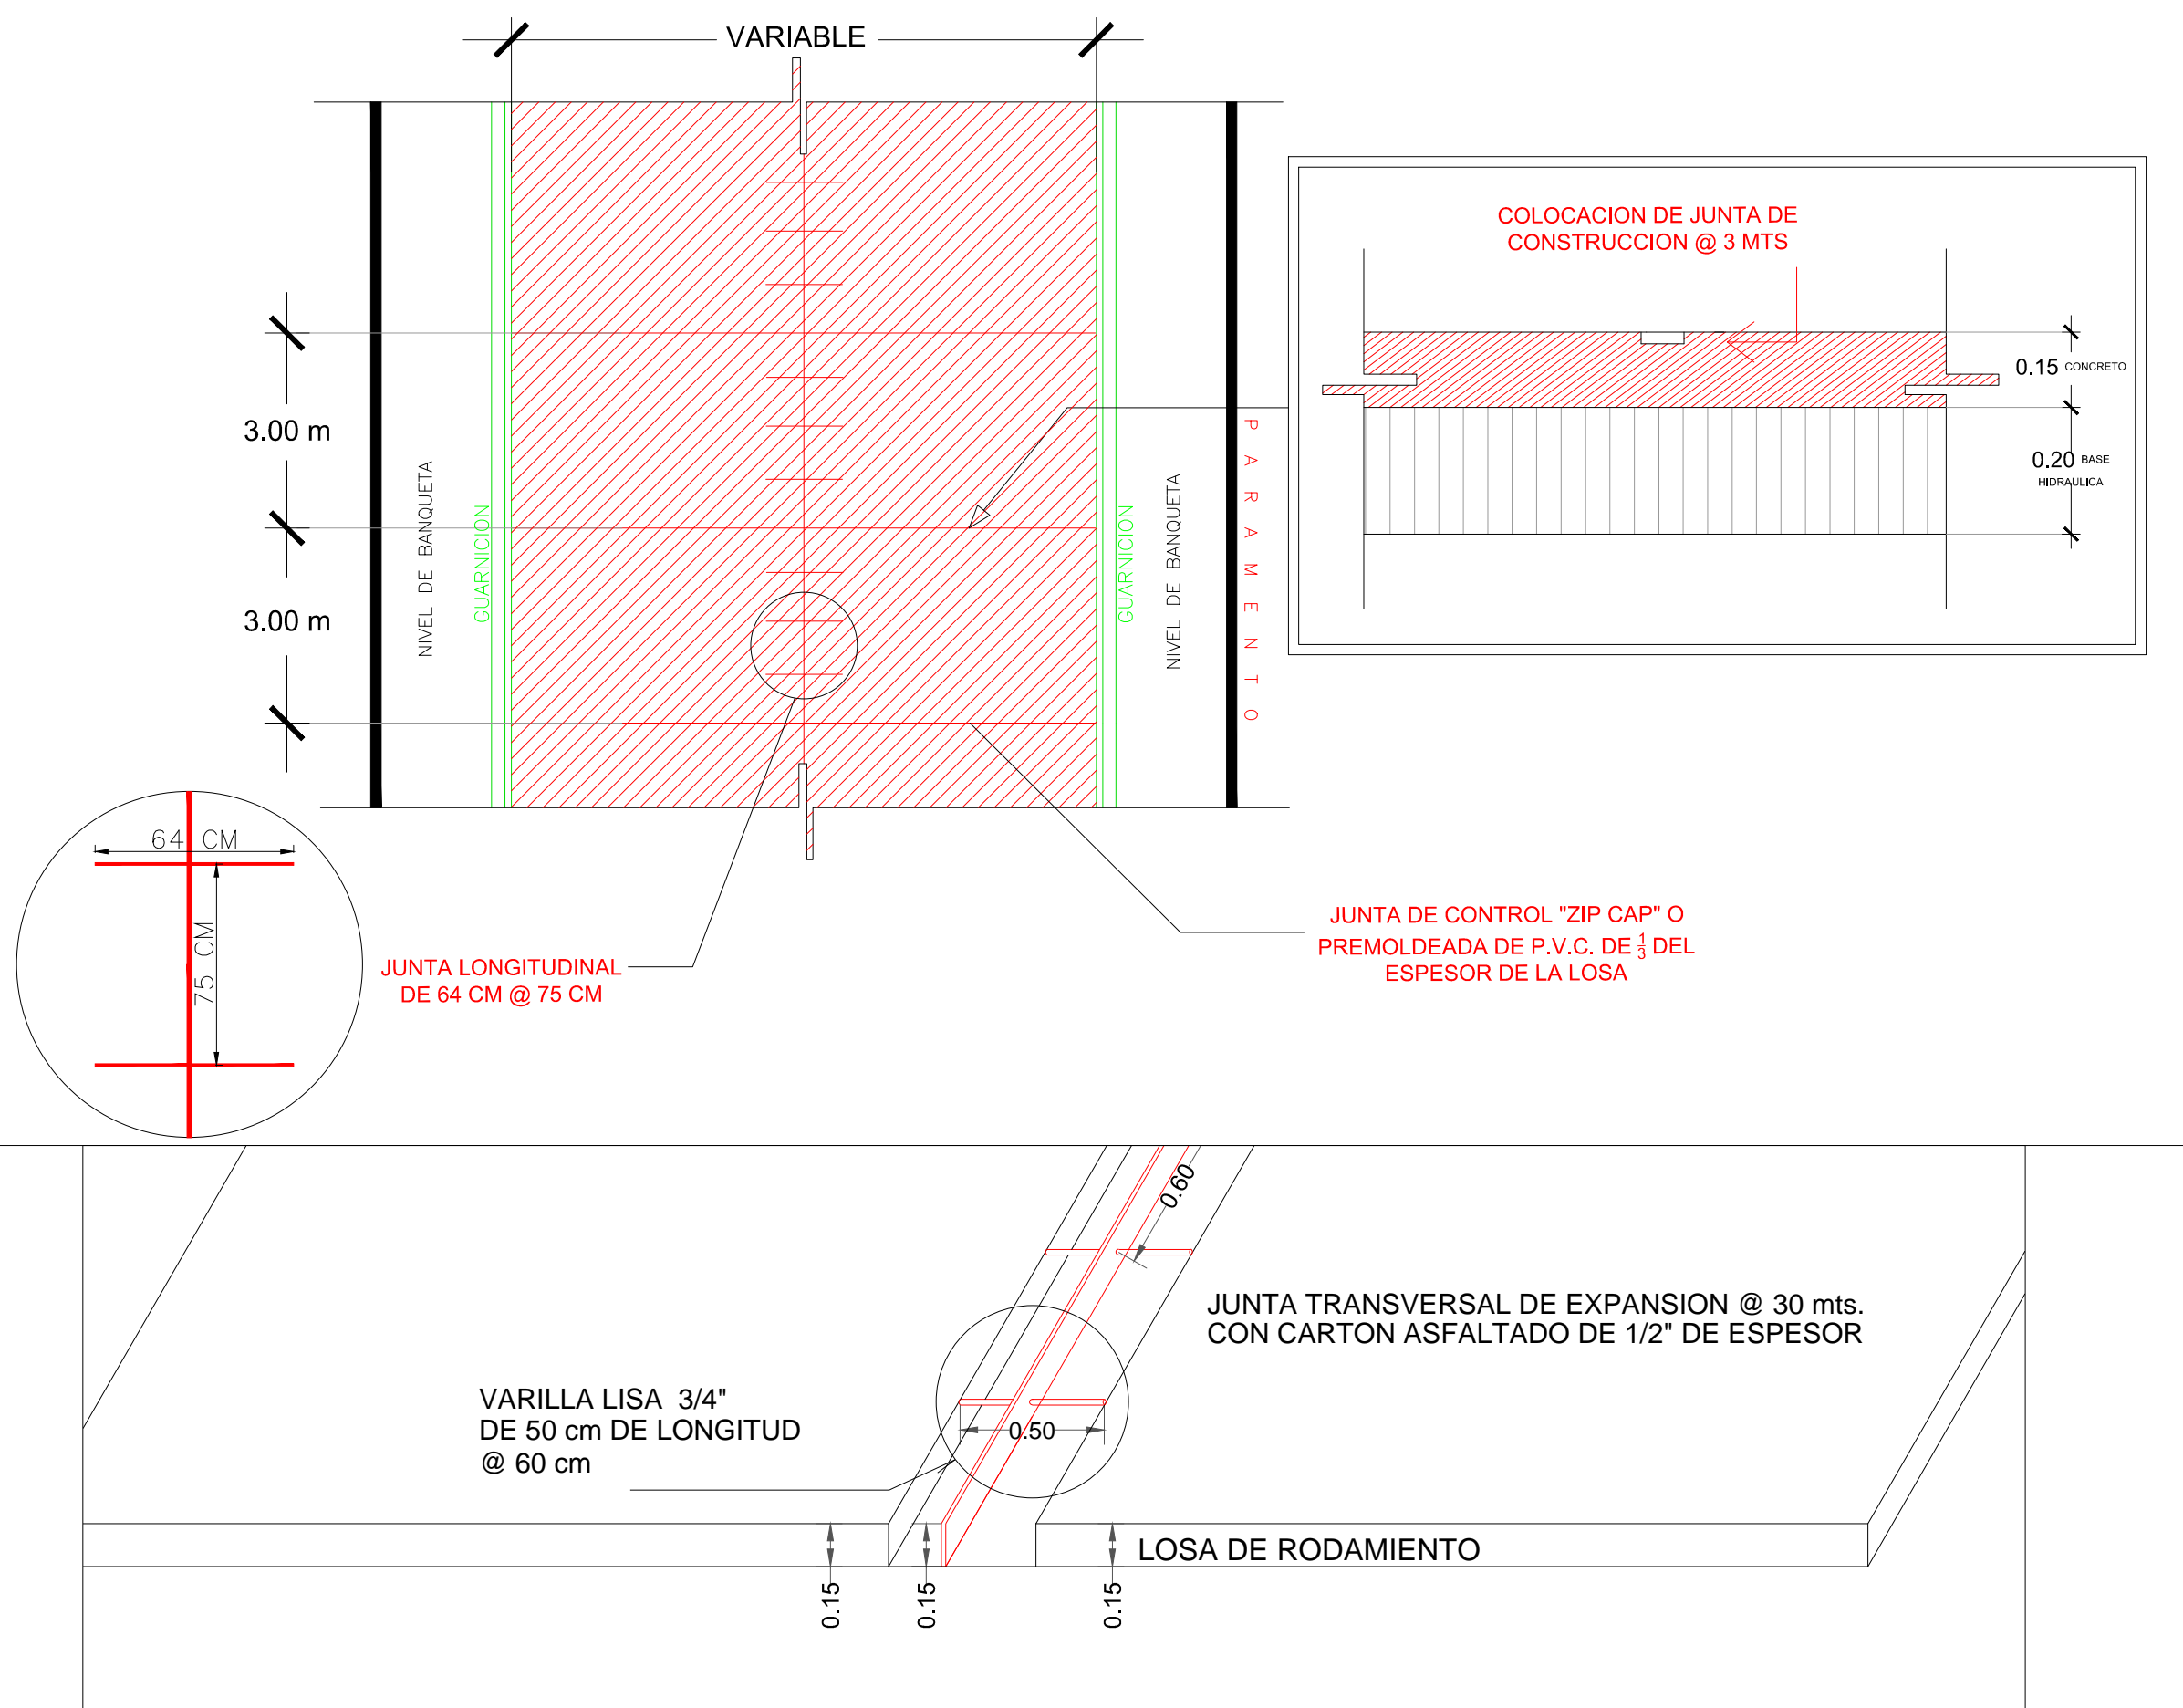 VARIABLE
COLOCACION DE JUNTA DE
CONSTRUCCION @ 3 MTS
0.15 CONCRETO
0.20 BASE
HIDRAULICA
3.00 m
3.00 m
NIVEL DE BANQUETA
GUARNICION
GUARNICION
NIVEL DE BANQUETA
PARAMENTO
64 CM
75 CM
JUNTA LONGITUDINAL
DE 64 CM @ 75 CM
JUNTA DE CONTROL "ZIP CAP" O
PREMOLDEADA DE P.V.C. DE 1/3 DEL
ESPESOR DE LA LOSA
0.60
JUNTA TRANSVERSAL DE EXPANSION @ 30 mts.
CON CARTON ASFALTADO DE 1/2" DE ESPESOR
VARILLA LISA 3/4"
DE 50 cm DE LONGITUD
@ 60 cm
0.50
LOSA DE RODAMIENTO
0.15
0.15
0.15